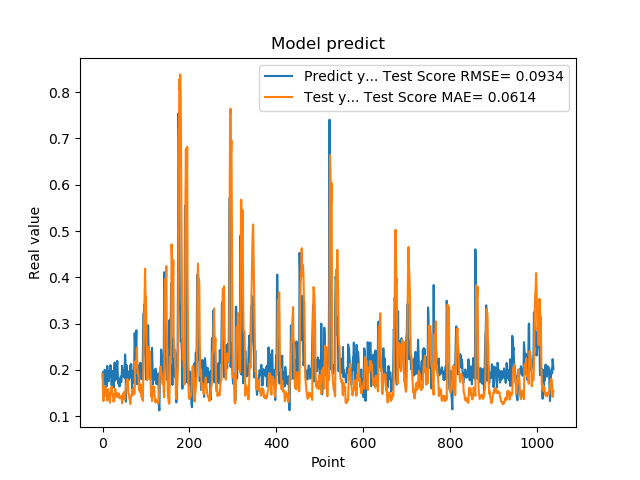 Model predict
Predict y... Test Score RMSE= 0.0934
Test y... Test Score MAE= 0.0614
0.8
0.7
0.6
0.5
0.4
0.3
0.2
0.1
Real value
0 200 400 600 800 1000
Point